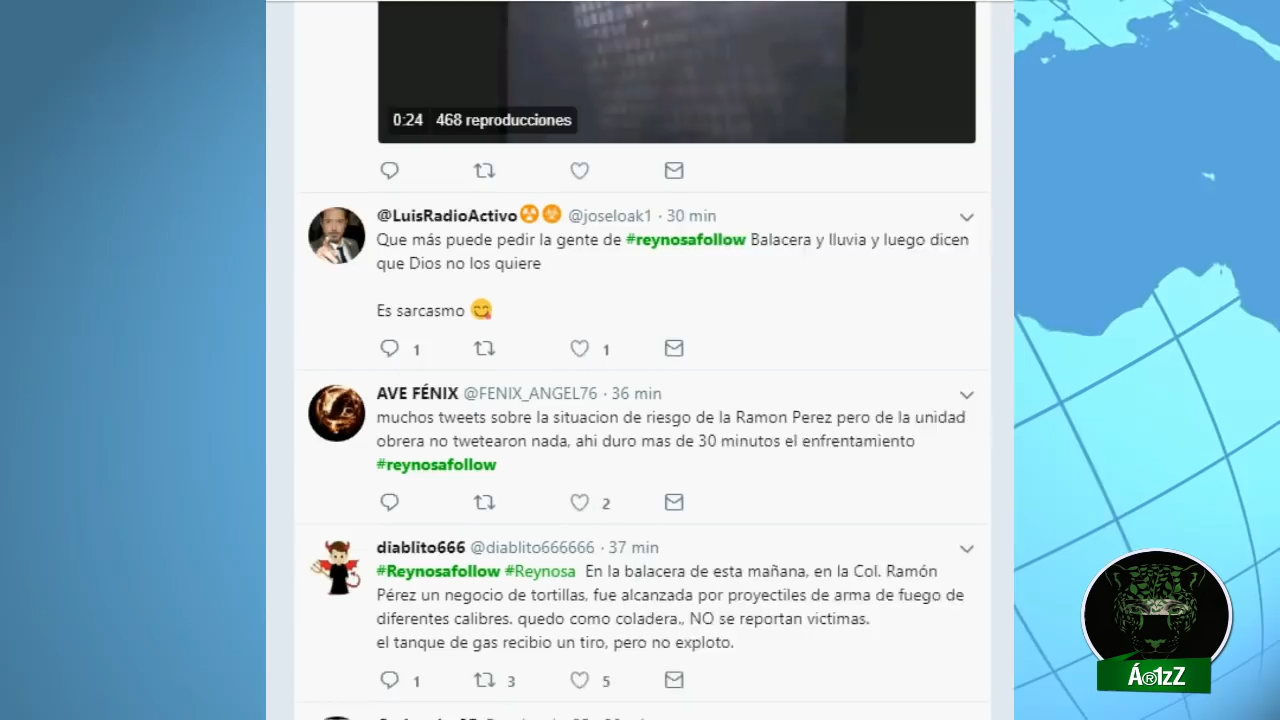 0:24 468 reproducciones
@LuisRadioActivo☢️☣️ @joseloak1 · 30 min
Que más puede pedir la gente de #reynosafollow Balacera y lluvia y luego dicen
que Dios no los quiere
Es sarcasmo 😋
1 1
AVE FÉNIX @FENIX_ANGEL76 · 36 min
muchos tweets sobre la situacion de riesgo de la Ramon Perez pero de la unidad
obrera no twetearon nada, ahi duro mas de 30 minutos el enfrentamiento
#reynosafollow
2
diablito666 @diablito666666 · 37 min
#Reynosafollow #Reynosa En la balacera de esta mañana, en la Col. Ramón
Pérez un negocio de tortillas, fue alcanzada por proyectiles de arma de fuego de
diferentes calibres. quedo como coladera., NO se reportan victimas.
el tanque de gas recibio un tiro, pero no exploto.
1 3 5
Á®1zZ